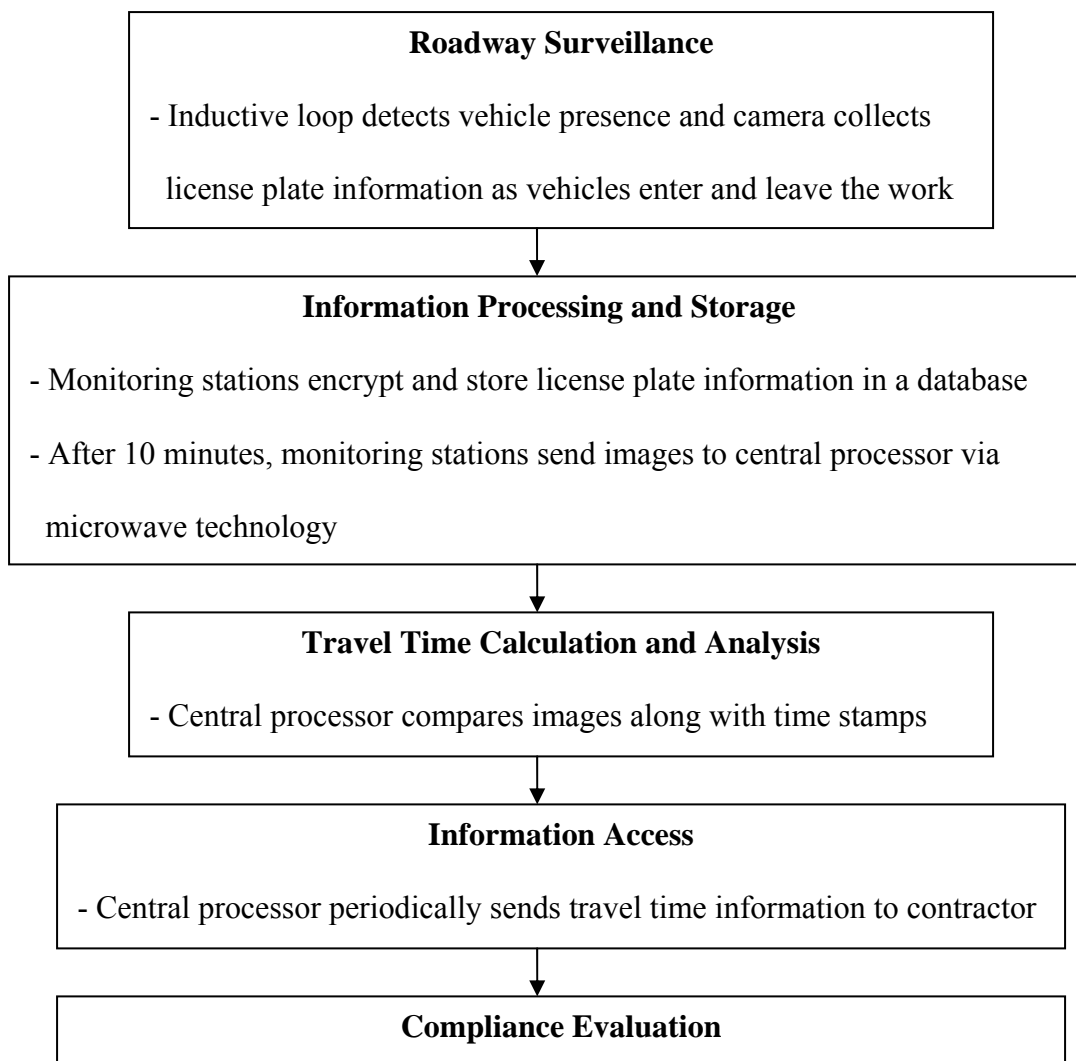 Roadway Surveillance
- Inductive loop detects vehicle presence and camera collects
license plate information as vehicles enter and leave the work
Information Processing and Storage
- Monitoring stations encrypt and store license plate information in a database
- After 10 minutes, monitoring stations send images to central processor via
microwave technology
Travel Time Calculation and Analysis
- Central processor compares images along with time stamps
Information Access
- Central processor periodically sends travel time information to contractor
Compliance Evaluation